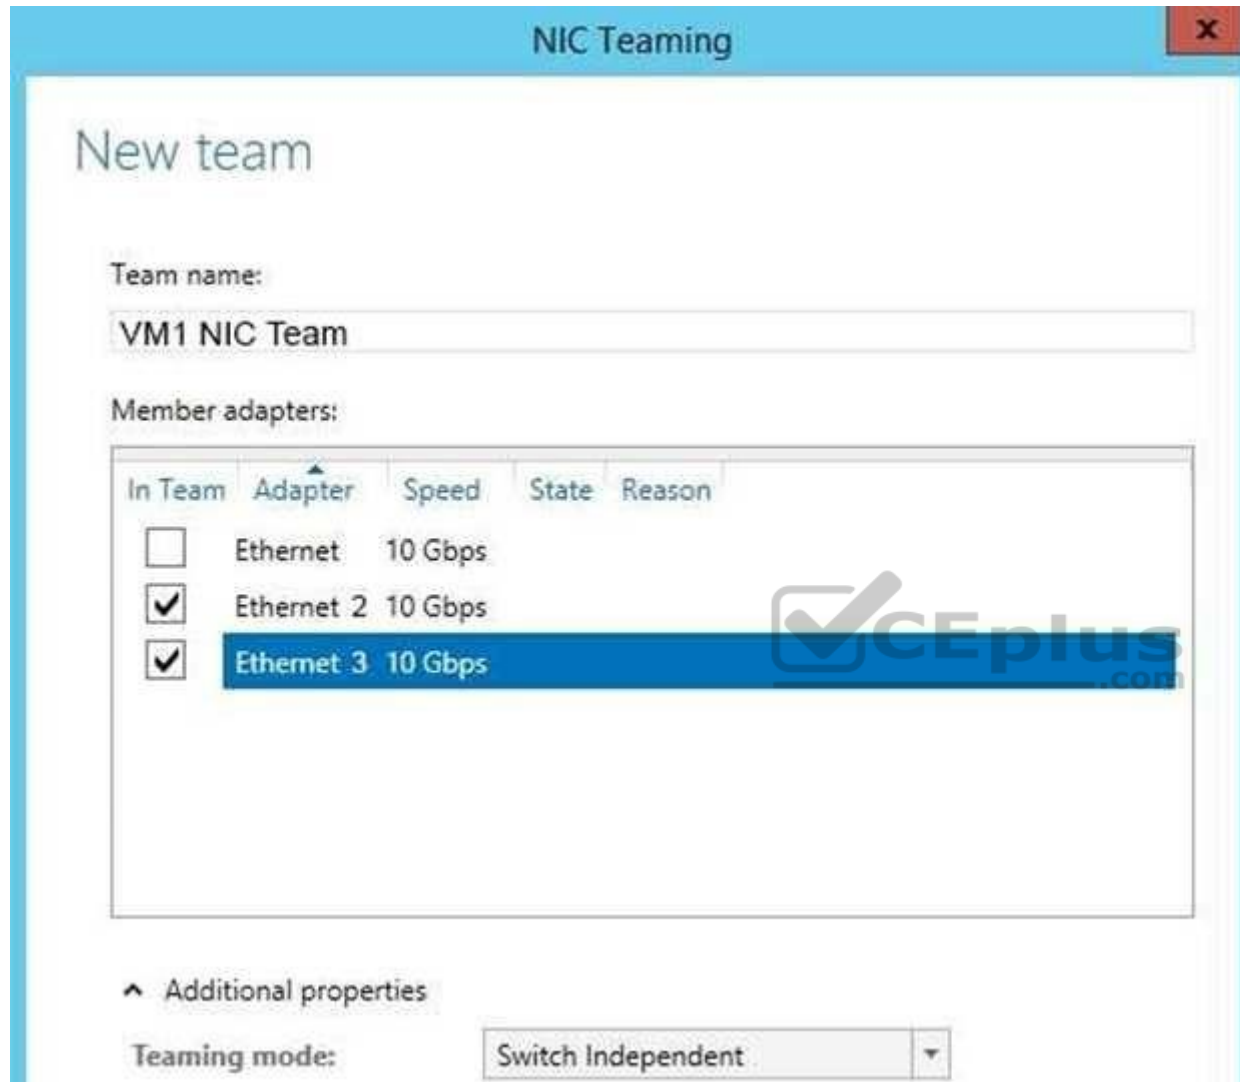 NIC Teaming
x
New team
Team name:
VM1 NIC Team
Member adapters:
In Team Adapter Speed State Reason
Ethernet 10 Gbps
Ethernet 2 10 Gbps
Ethernet 3 10 Gbps
CEplus
.com
Additional properties
Teaming mode: Switch Independent